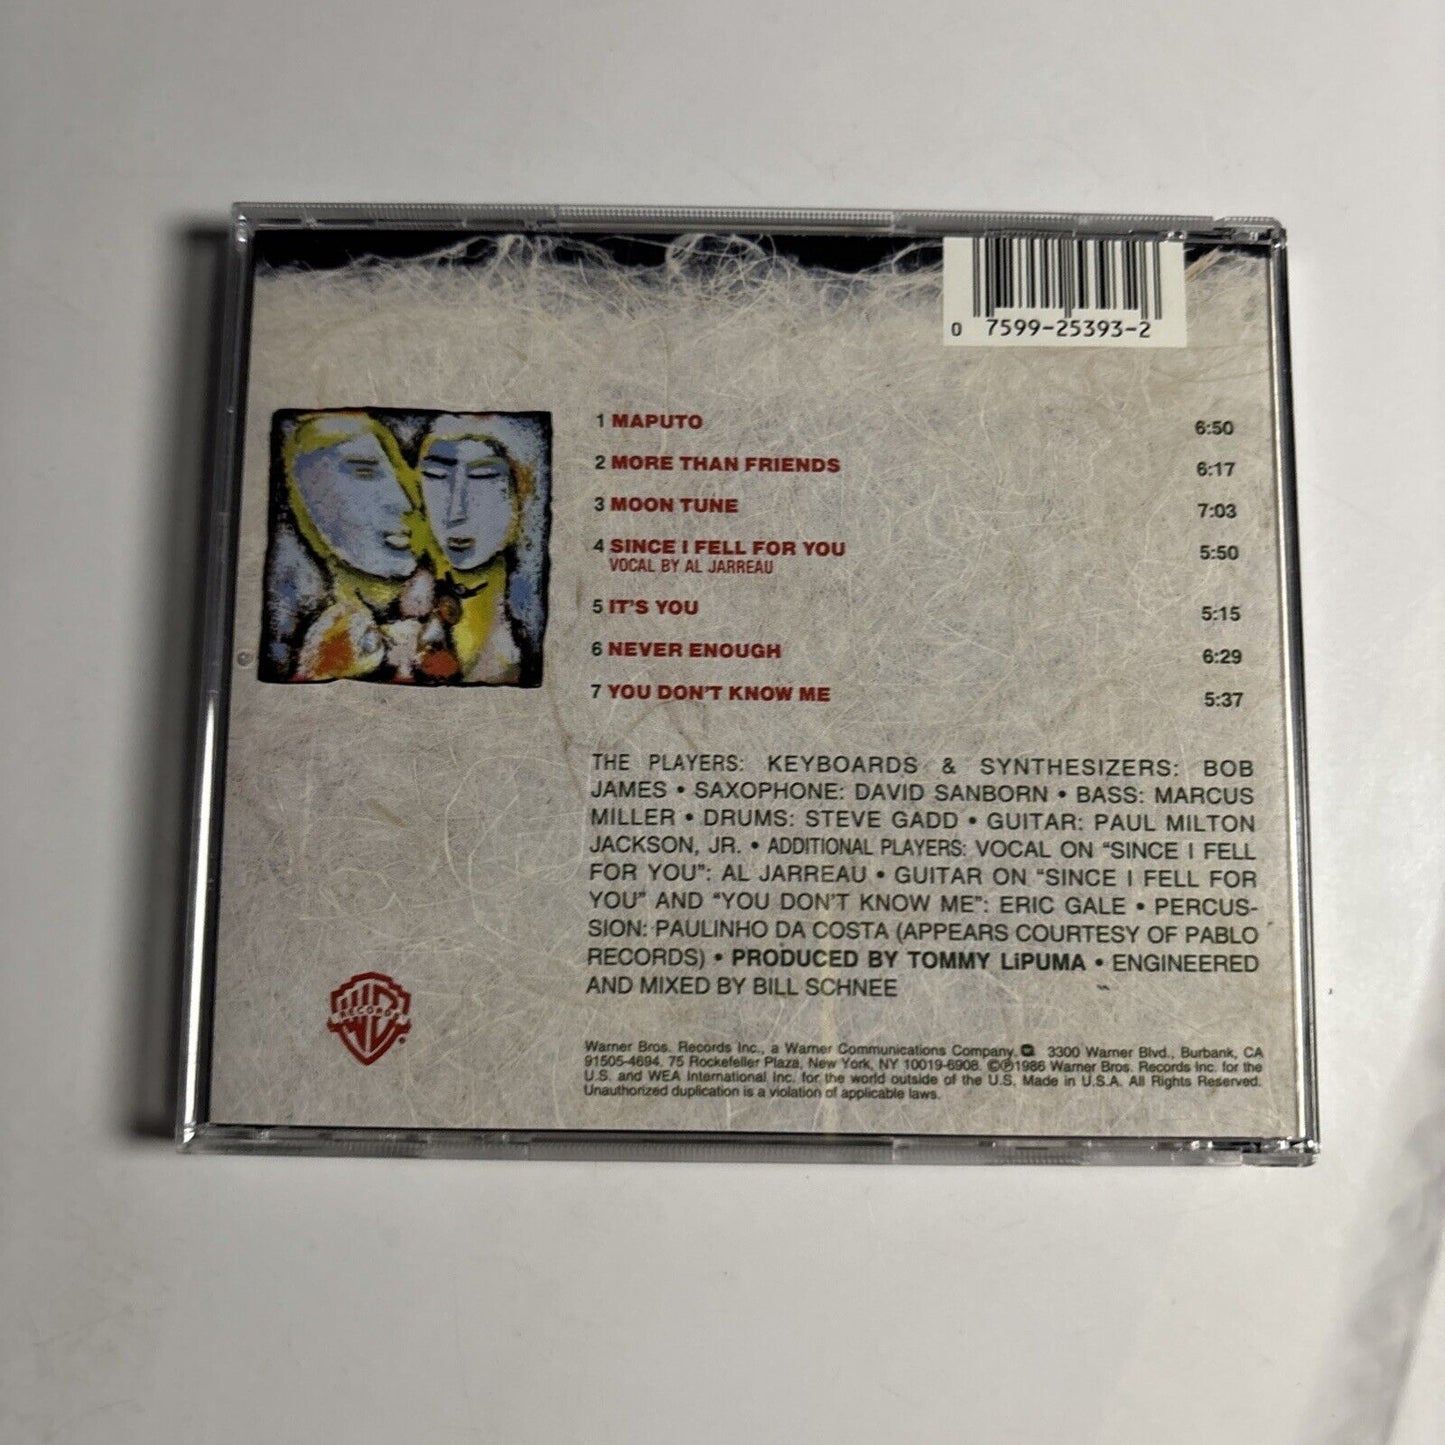 0 7599-25393-2
1 MAPUTO 6:50
2 MORE THAN FRIENDS 6:17
3 MOON TUNE 7:03
4 SINCE I FELL FOR YOU 5:50
VOCAL BY AL JARREAU
5 IT'S YOU 5:15
6 NEVER ENOUGH 6:29
7 YOU DON'T KNOW ME 5:37
THE PLAYERS: KEYBOARDS & SYNTHESIZERS: BOB
JAMES • SAXOPHONE: DAVID SANBORN • BASS: MARCUS
MILLER • DRUMS: STEVE GADD • GUITAR: PAUL MILTON
JACKSON, JR. • ADDITIONAL PLAYERS: VOCAL ON “SINCE I FELL
FOR YOU”: AL JARREAU • GUITAR ON “SINCE I FELL FOR
YOU” AND “YOU DON'T KNOW ME”: ERIC GALE • PERCUS-
SION: PAULINHO DA COSTA (APPEARS COURTESY OF PABLO
RECORDS) • PRODUCED BY TOMMY LiPUMA • ENGINEERED
AND MIXED BY BILL SCHNEE
WB RECORDS ®
Warner Bros. Records Inc., a Warner Communications Company. 3300 Warner Blvd., Burbank, CA
91505-4694. 75 Rockefeller Plaza, New York, NY 10019-6908. ©℗1986 Warner Bros. Records Inc. for the
U.S. and WEA International Inc. for the world outside of the U.S. Made in U.S.A. All Rights Reserved.
Unauthorized duplication is a violation of applicable laws.